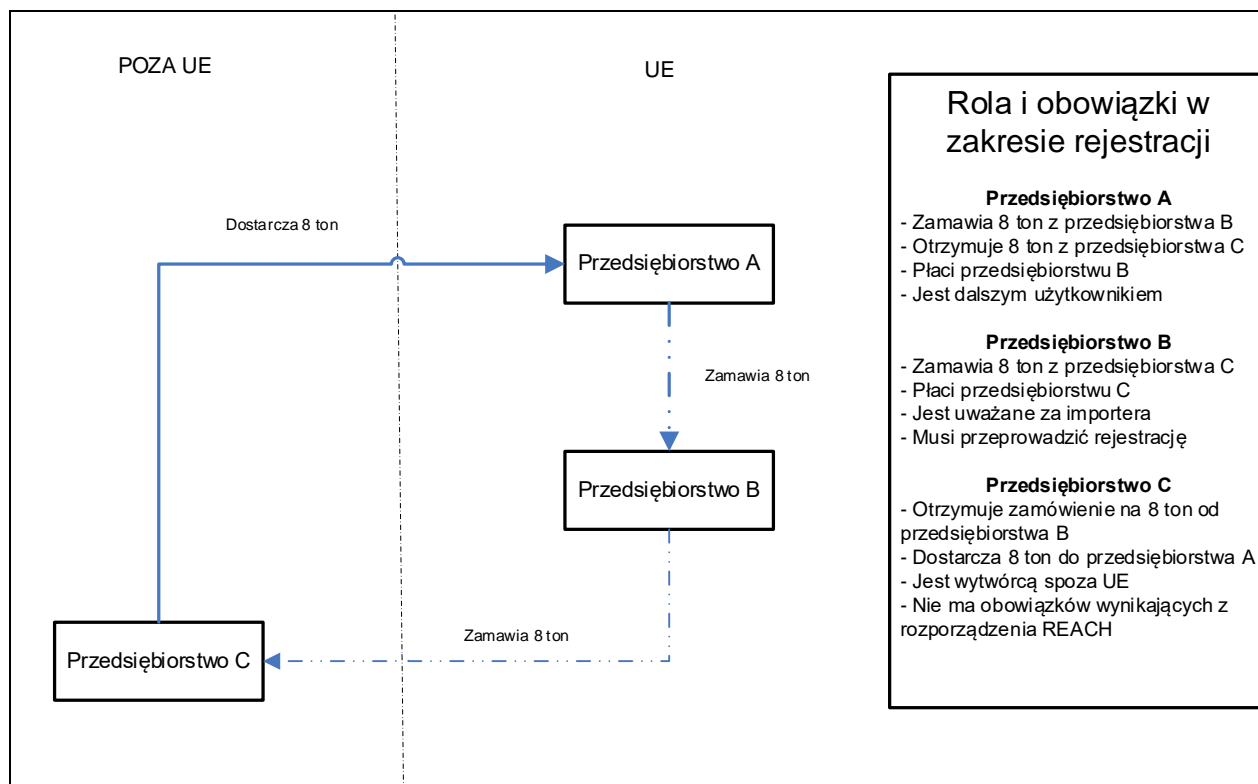 POZA UE
UE
Dostarcza 8 ton
Przedsiębiorstwo A
Zamawia 8 ton
Przedsiębiorstwo B
Zamawia 8 ton
Przedsiębiorstwo C
Rola i obowiązki w
zakresie rejestracji
Przedsiębiorstwo A
- Zamawia 8 ton z przedsiębiorstwa B
- Otrzymuje 8 ton z przedsiębiorstwa C
- Płaci przedsiębiorstwu B
- Jest dalszym użytkownikiem
Przedsiębiorstwo B
- Zamawia 8 ton z przedsiębiorstwa C
- Płaci przedsiębiorstwu C
- Jest uważane za importera
- Musi przeprowadzić rejestrację
Przedsiębiorstwo C
- Otrzymuje zamówienie na 8 ton od
przedsiębiorstwa B
- Dostarcza 8 ton do przedsiębiorstwa A
- Jest wytwórcą spoza UE
- Nie ma obowiązków wynikających z
rozporządzenia REACH